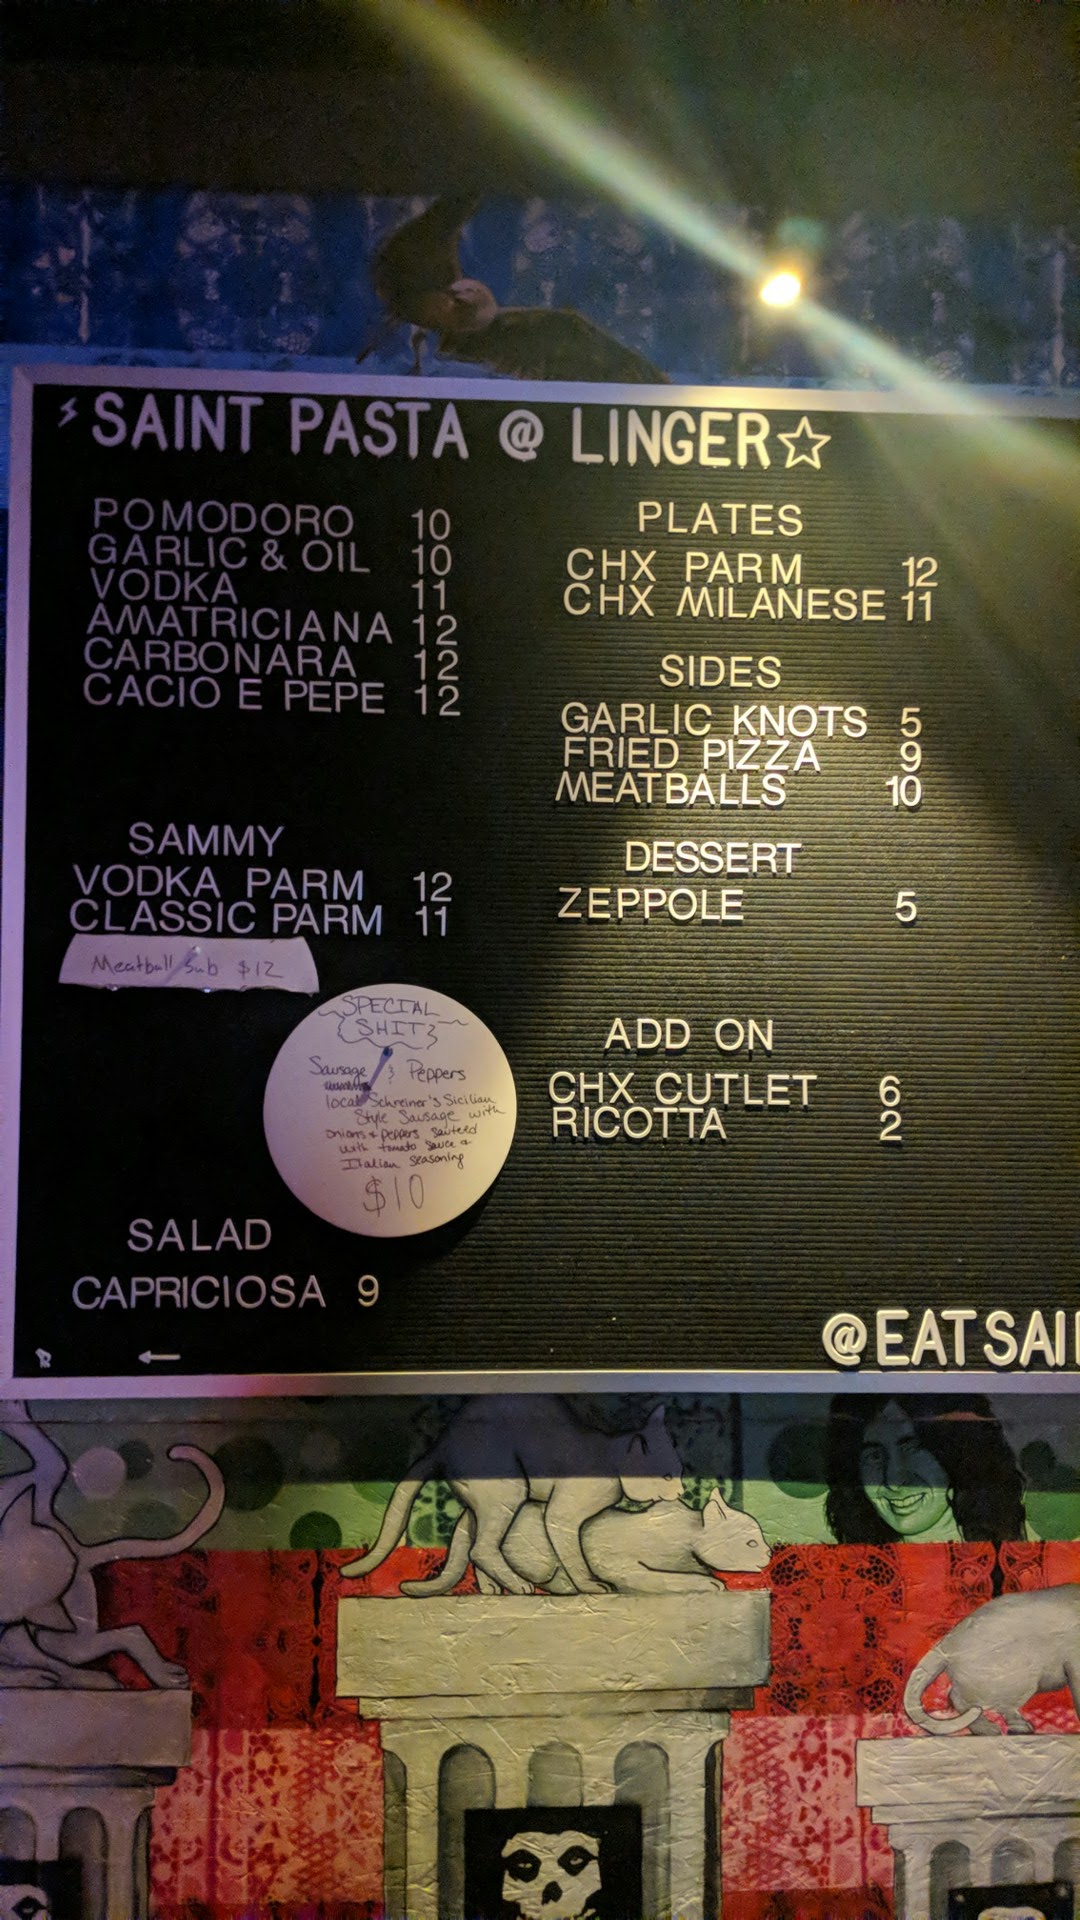 SAINT PASTA @ LINGER
POMODORO 10
GARLIC & OIL 10
VODKA 11
AMATRICIANA 12
CARBONARA 12
CACIO E PEPE 12
SAMMY
VODKA PARM 12
CLASSIC PARM 11
Meatball Sub $12
SPECIAL
SHIT
Sausage & Peppers
local Schreiner's Sicilian
Style Sausage with
onions & peppers sauteed
with tomato sauce &
Italian seasoning
$10
SALAD
CAPRICIOSA 9
PLATES
CHX PARM 12
CHX MILANESE 11
SIDES
GARLIC KNOTS 5
FRIED PIZZA 9
MEATBALLS 10
DESSERT
ZEPPOLE 5
ADD ON
CHX CUTLET 6
RICOTTA 2
@EATSAI